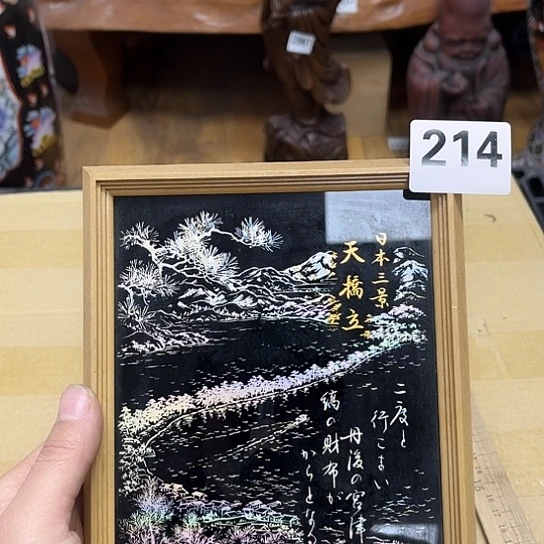 214
日本三景
天橋立
二度と
行こまい
丹後の宮津
縞の財布が
からとなる